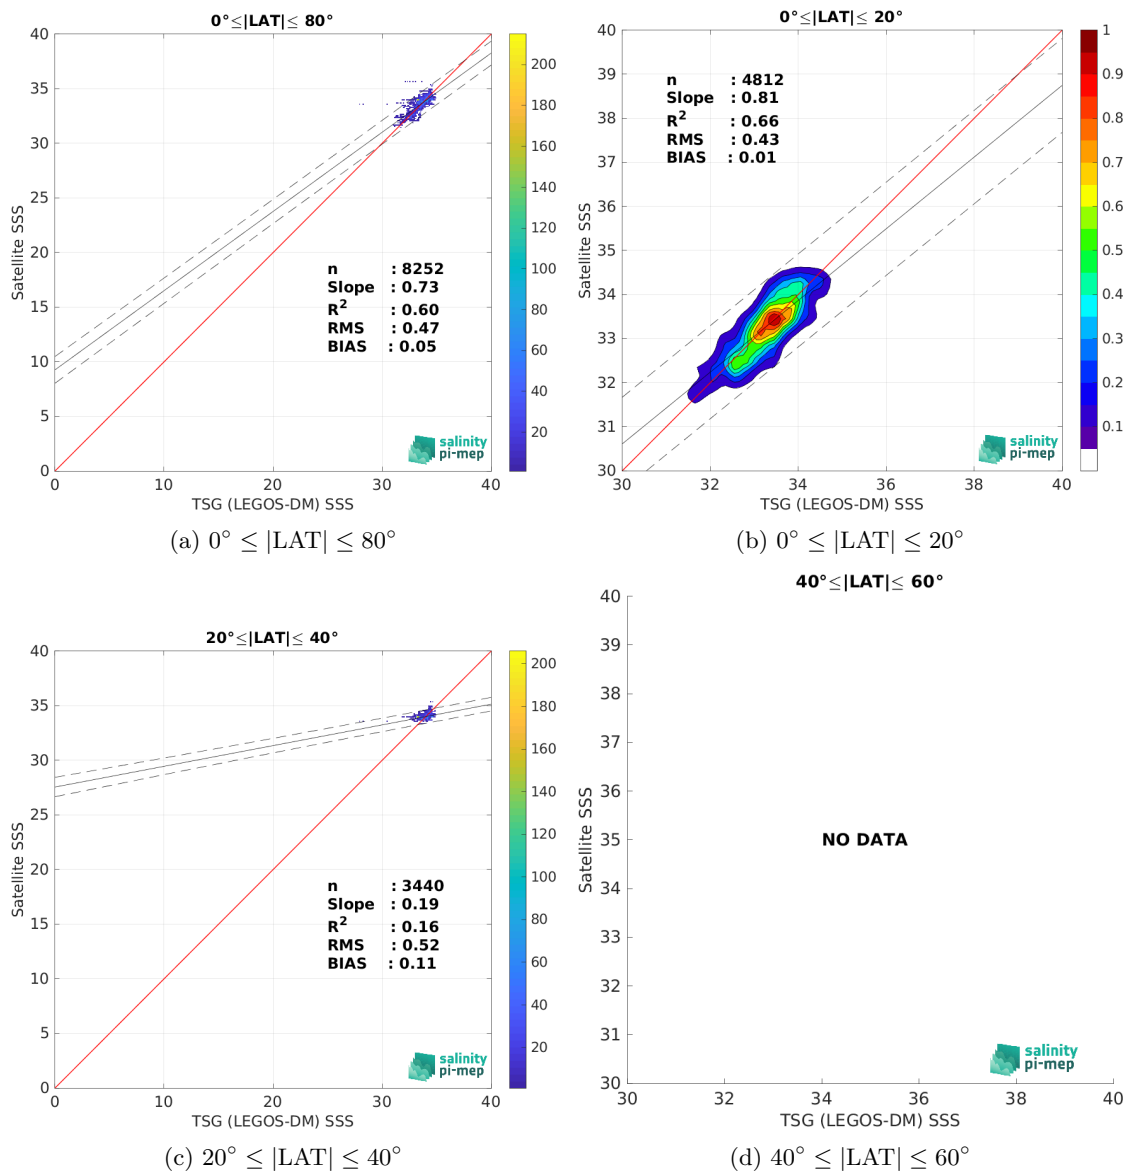 0°≤|LAT|≤ 80°
40
35
30
25
20
15
10
5
0
Satellite SSS
n : 8252
Slope : 0.73
R² : 0.60
RMS : 0.47
BIAS : 0.05
salinity
pi-mep
0 10 20 30 40
TSG (LEGOS-DM) SSS
200
180
160
140
120
100
80
60
40
20
(a) 0° ≤ |LAT| ≤ 80°
0°≤|LAT|≤ 20°
40
39
38
37
36
35
34
33
32
31
30
Satellite SSS
n : 4812
Slope : 0.81
R² : 0.66
RMS : 0.43
BIAS : 0.01
salinity
pi-mep
30 32 34 36 38 40
TSG (LEGOS-DM) SSS
1
0.9
0.8
0.7
0.6
0.5
0.4
0.3
0.2
0.1
(b) 0° ≤ |LAT| ≤ 20°
20°≤|LAT|≤ 40°
40
35
30
25
20
15
10
5
0
Satellite SSS
n : 3440
Slope : 0.19
R² : 0.16
RMS : 0.52
BIAS : 0.11
salinity
pi-mep
0 10 20 30 40
TSG (LEGOS-DM) SSS
200
180
160
140
120
100
80
60
40
20
(c) 20° ≤ |LAT| ≤ 40°
40°≤|LAT|≤ 60°
40
39
38
37
36
35
34
33
32
31
30
Satellite SSS
NO DATA
salinity
pi-mep
30 32 34 36 38 40
TSG (LEGOS-DM) SSS
(d) 40° ≤ |LAT| ≤ 60°